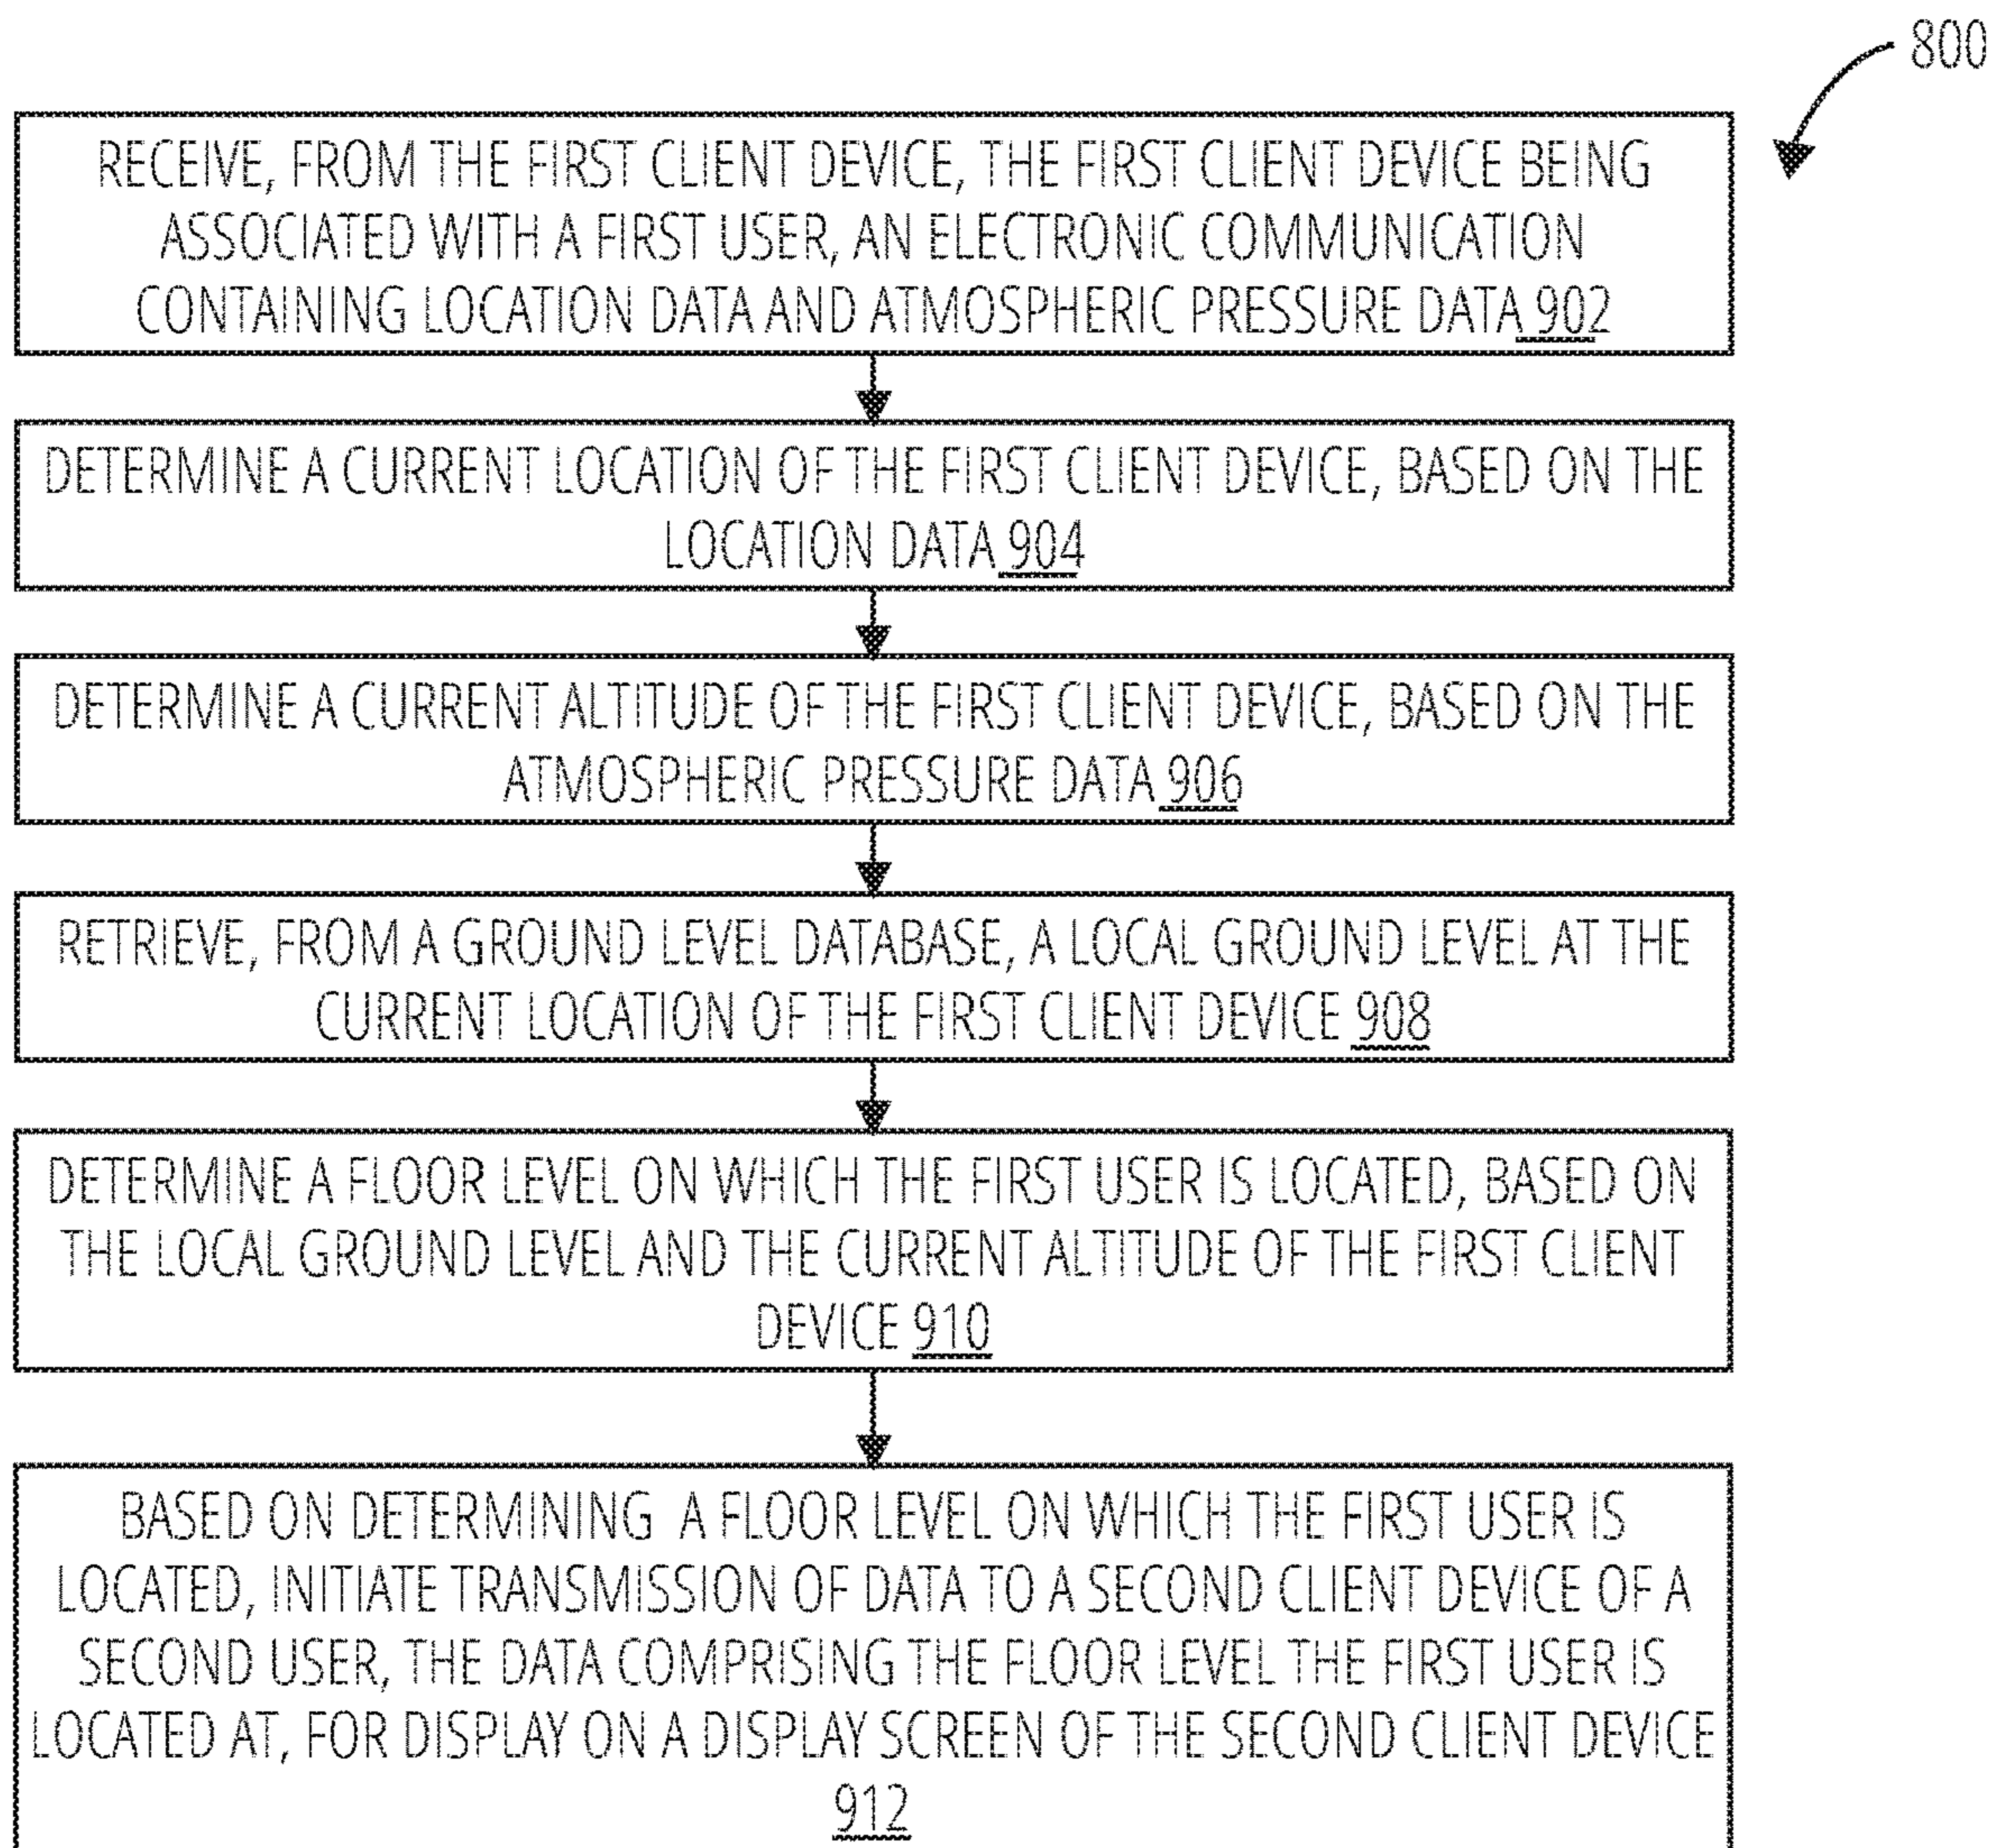 800
RECEIVE, FROM THE FIRST CLIENT DEVICE, THE FIRST CLIENT DEVICE BEING
ASSOCIATED WITH A FIRST USER, AN ELECTRONIC COMMUNICATION
CONTAINING LOCATION DATA AND ATMOSPHERIC PRESSURE DATA 902
DETERMINE A CURRENT LOCATION OF THE FIRST CLIENT DEVICE, BASED ON THE
LOCATION DATA 904
DETERMINE A CURRENT ALTITUDE OF THE FIRST CLIENT DEVICE, BASED ON THE
ATMOSPHERIC PRESSURE DATA 906
RETRIEVE, FROM A GROUND LEVEL DATABASE, A LOCAL GROUND LEVEL AT THE
CURRENT LOCATION OF THE FIRST CLIENT DEVICE 908
DETERMINE A FLOOR LEVEL ON WHICH THE FIRST USER IS LOCATED, BASED ON
THE LOCAL GROUND LEVEL AND THE CURRENT ALTITUDE OF THE FIRST CLIENT
DEVICE 910
BASED ON DETERMINING A FLOOR LEVEL ON WHICH THE FIRST USER IS
LOCATED, INITIATE TRANSMISSION OF DATA TO A SECOND CLIENT DEVICE OF A
SECOND USER, THE DATA COMPRISING THE FLOOR LEVEL THE FIRST USER IS
LOCATED AT, FOR DISPLAY ON A DISPLAY SCREEN OF THE SECOND CLIENT DEVICE
912